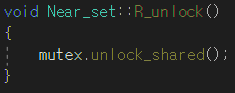 void Near_set::R_unlock()
{
    mutex.unlock_shared();
}